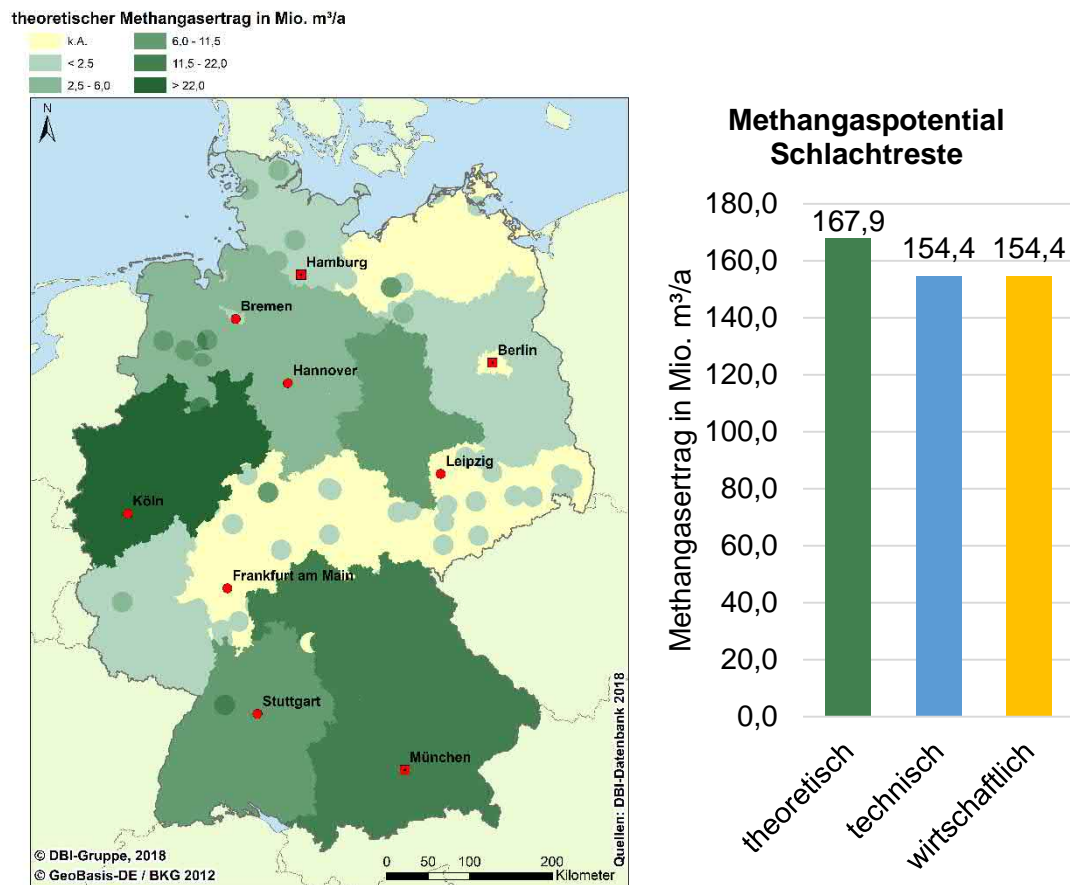 theoretischer Methangasertrag in Mio. m³/a
k.A.
6,0 - 11,5
< 2.5
11,5 - 22,0
2,5 - 6,0
> 22,0
N
Hamburg
Bremen
Berlin
Hannover
Leipzig
Köln
Frankfurt am Main
Stuttgart
München
© DBI-Gruppe, 2018
© GeoBasis-DE / BKG 2012
0 50 100 200
Kilometer
Quellen: DBI-Datenbank 2018
Methangaspotential
Schlachtreste
Methangasertrag in Mio. m³/a
180,0
160,0
140,0
120,0
100,0
80,0
60,0
40,0
20,0
0,0
167,9
154,4
154,4
theoretisch
technisch
wirtschaftlich